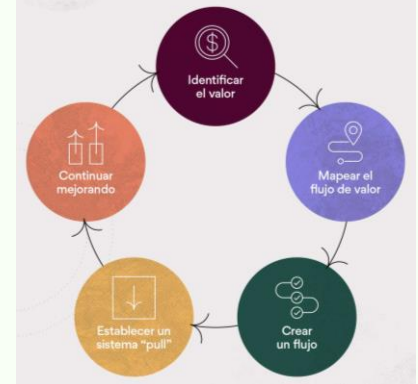 Identificar
el valor
Mapear el
flujo de valor
Crear
un flujo
Establecer un
sistema "pull"
Continuar
mejorando